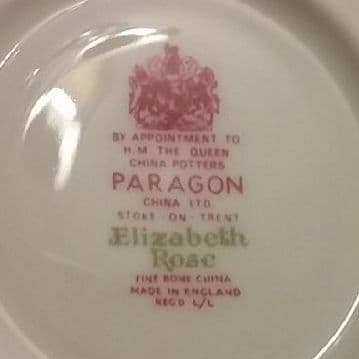 BY APPOINTMENT TO
H.M. THE QUEEN
CHINA POTTERS
PARAGON
CHINA LTD
STOKE-ON-TRENT
Elizabeth
Rose
FINE BONE CHINA
MADE IN ENGLAND
REGD L/L